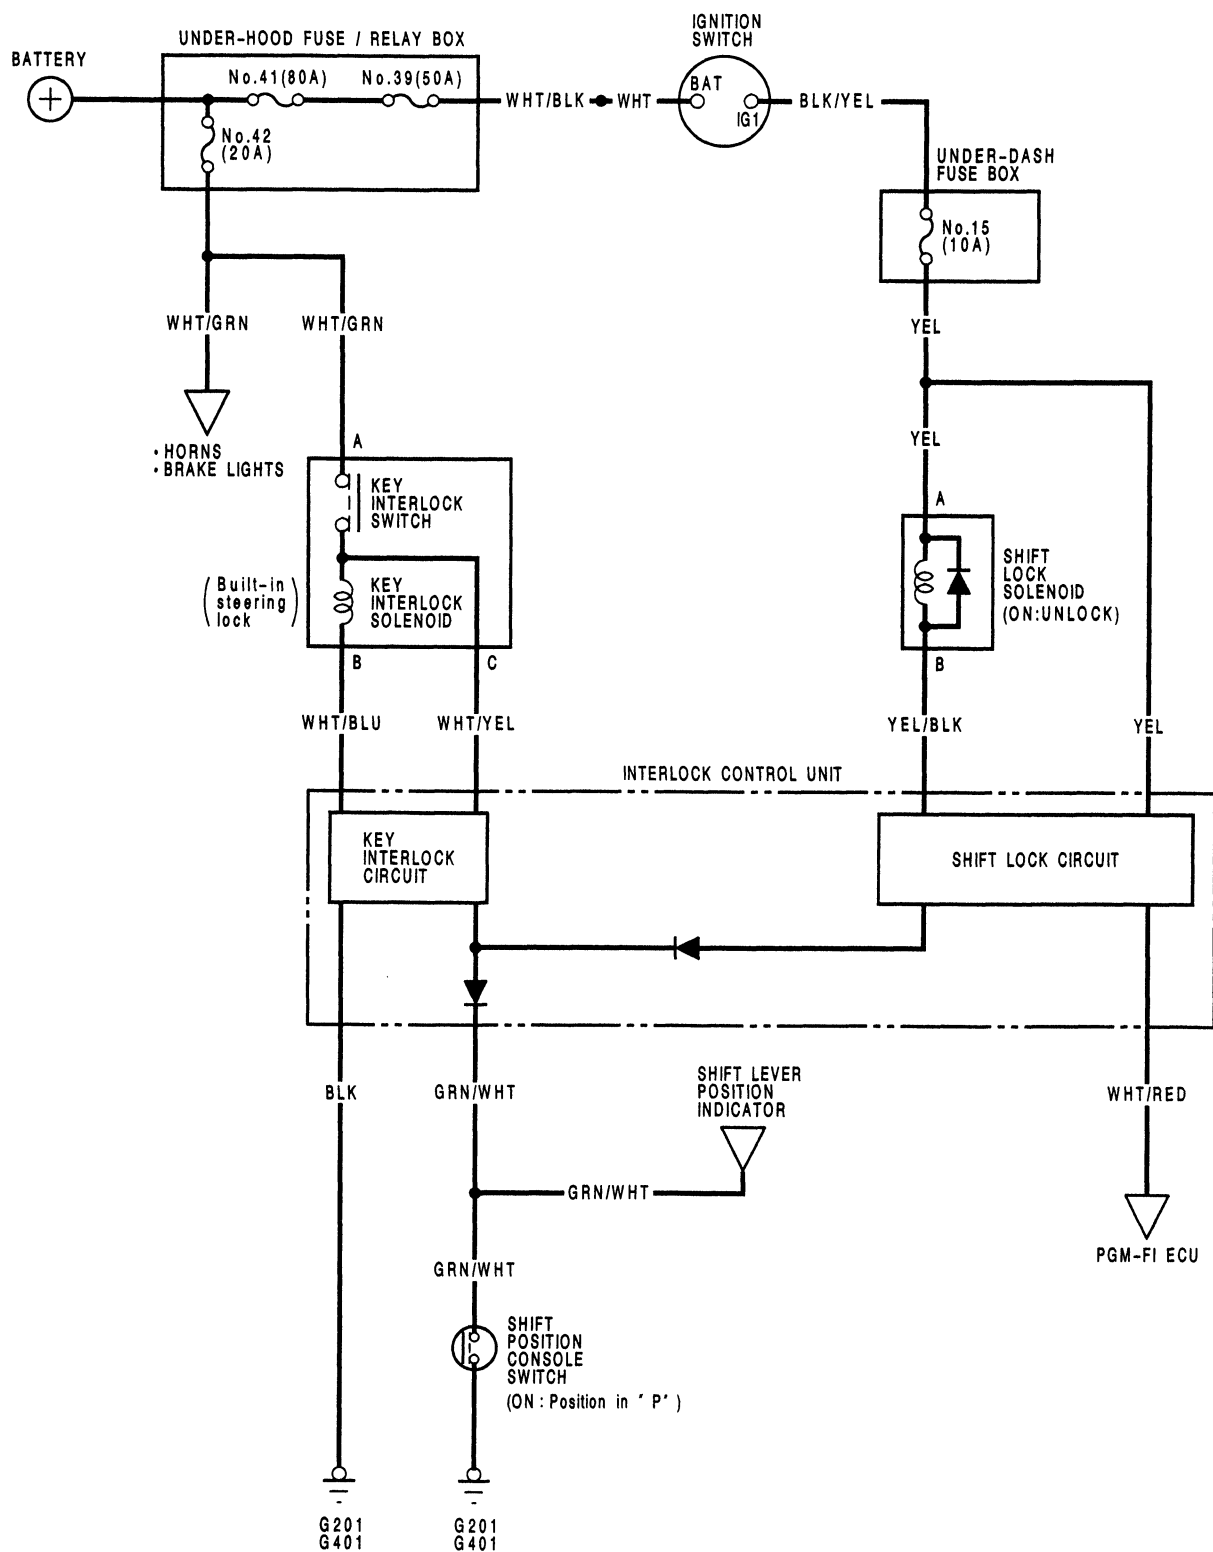 IGNITION
SWITCH
UNDER-HOOD FUSE / RELAY BOX
BATTERY
No.41(80A)
No.39(50A)
WHT/BLK
WHT
BAT
IG1
BLK/YEL
No.42
(20A)
UNDER-DASH
FUSE BOX
No.15
(10A)
WHT/GRN
WHT/GRN
YEL
• HORNS
• BRAKE LIGHTS
A
YEL
KEY
INTERLOCK
SWITCH
A
(Built-in
steering
lock)
KEY
INTERLOCK
SOLENOID
SHIFT
LOCK
SOLENOID
(ON:UNLOCK)
B
C
B
WHT/BLU
WHT/YEL
YEL/BLK
YEL
INTERLOCK CONTROL UNIT
KEY
INTERLOCK
CIRCUIT
SHIFT LOCK CIRCUIT
BLK
GRN/WHT
SHIFT LEVER
POSITION
INDICATOR
WHT/RED
GRN/WHT
PGM-FI ECU
GRN/WHT
SHIFT
POSITION
CONSOLE
SWITCH
(ON : Position in ″ P″ )
G201
G401
G201
G401